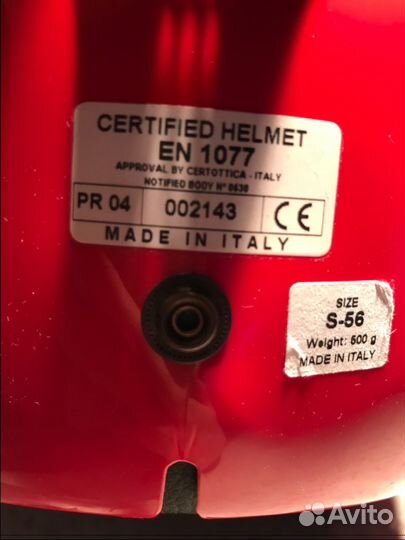 CERTIFIED HELMET
EN 1077
APPROVAL BY CERTOTTICA - ITALY
NOTIFIED BODY N° 0530
PR 04 002143 CE
MADE IN ITALY
SIZE
S-56
Weight: 500 g
MADE IN ITALY
Avito